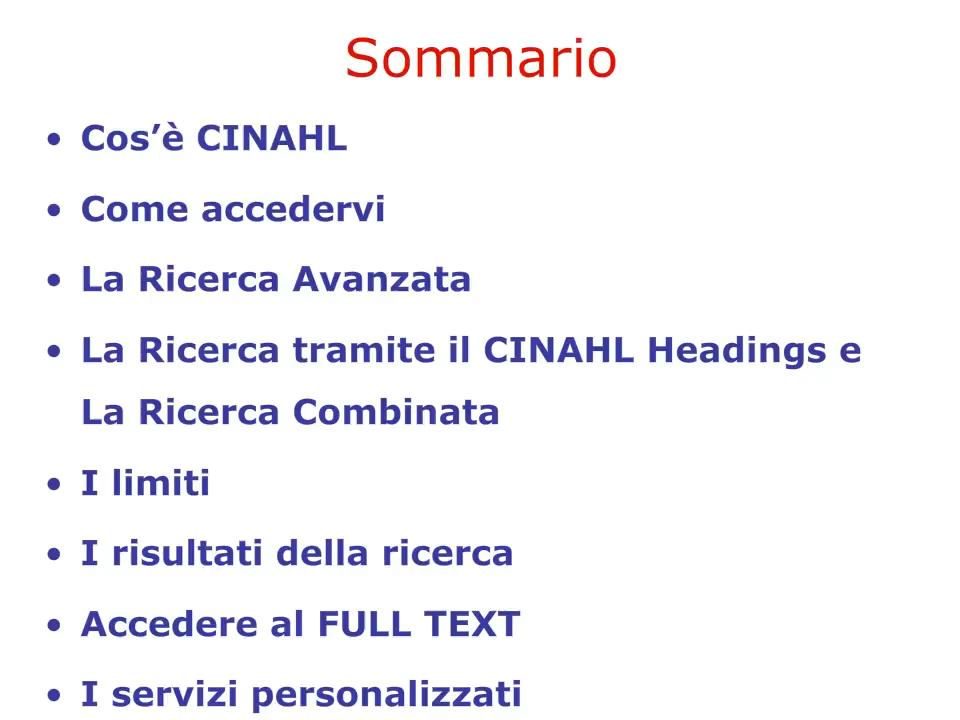 Sommario
• Cos’è CINAHL
• Come accedervi
• La Ricerca Avanzata
• La Ricerca tramite il CINAHL Headings e
La Ricerca Combinata
• I limiti
• I risultati della ricerca
• Accedere al FULL TEXT
• I servizi personalizzati